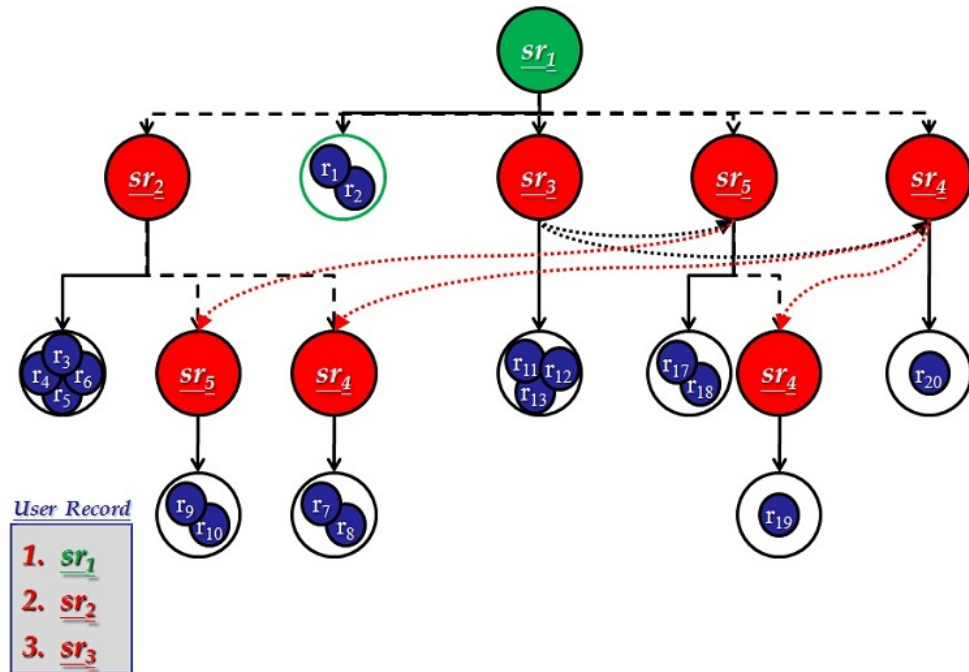 sr₁
sr₂
r₁
r₂
sr₃
sr₅
sr₄
r₃
r₄
r₆
r₅
sr₅
sr₄
r₁₁
r₁₂
r₁₃
r₁₇
r₁₈
sr₄
r₂₀
r₉
r₁₀
r₇
r₈
r₁₉
User Record
1. sr₁
2. sr₂
3. sr₃